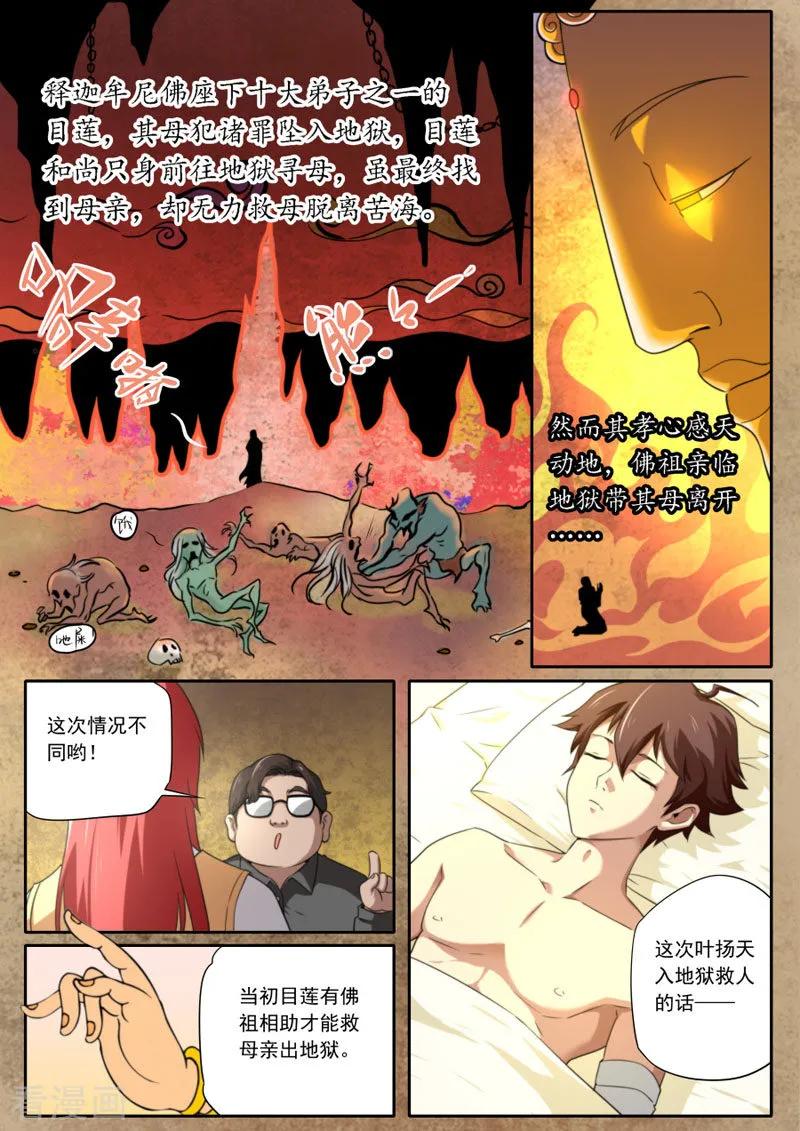 释迦牟尼佛座下十大弟子之一的
目莲，其母犯诸罪坠入地狱，目莲
和尚只身前往地狱寻母，虽最终找
到母亲，却无力救母脱离苦海。
然而其孝心感天
动地，佛祖亲临
地狱带其母离开
……
饿
这次情况不
同哟！
这次叶扬天
入地狱救人
的话——
当初目莲有佛
祖相助才能救
母亲出地狱。
看漫画